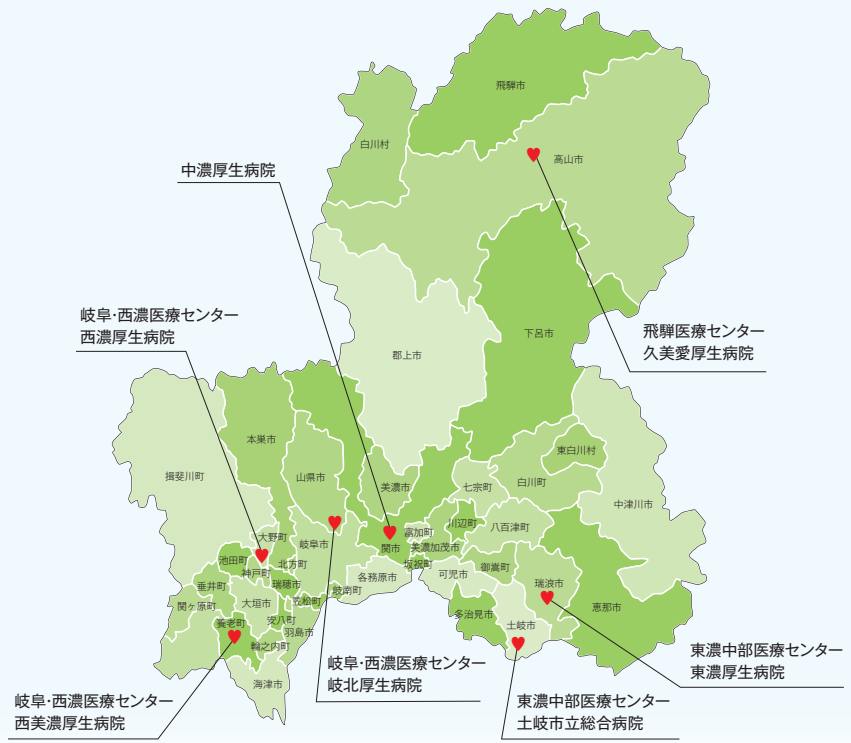 飛騨市
白川村
高山市
中濃厚生病院
岐阜・西濃医療センター
西濃厚生病院
飛騨医療センター
久美愛厚生病院
下呂市
郡上市
本巣市
東白川村
揖斐川町
山県市
美濃市
七宗町
白川町
中津川市
大野町
岐阜市
関市
富加町
川辺町
八百津町
美濃加茂市
池田町
神戸町
北方町
坂祝町
御嵩町
垂井町
瑞穂市
岐南町
各務原市
可児市
瑞浪市
関ヶ原町
大垣市
笠松町
恵那市
養老町
安八町
羽島市
多治見市
土岐市
輪之内町
海津市
岐阜・西濃医療センター
岐北厚生病院
東濃中部医療センター
東濃厚生病院
岐阜・西濃医療センター
西美濃厚生病院
東濃中部医療センター
土岐市立総合病院